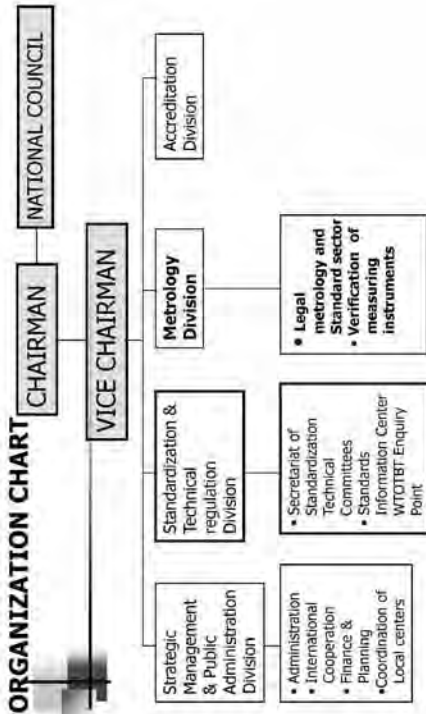 ORGANIZATION CHART
CHAIRMAN
NATIONAL COUNCIL
VICE CHAIRMAN
Strategic
Management
& Public
Administration
Division
Standardization &
Technical
regulation
Division
Metrology
Division
Accreditation
Division
• Administration
• International
Cooperation
• Finance &
Planning
•Coordination of
Local centers
• Secretariat of
Standardization
Technical
Committees
• Standards
Information Center
WTOTBT Enquiry
Point
• Legal
metrology and
Standard sector
• Verification of
measuring
instruments